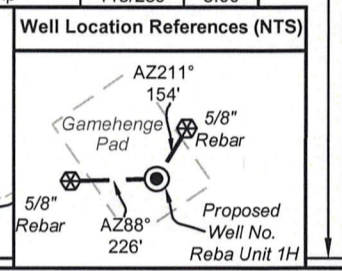 Well Location References (NTS)
AZ211°
154'
Gamehenge
Pad
5/8"
Rebar
5/8"
Rebar
AZ88°
226'
Proposed
Well No.
Reba Unit 1H